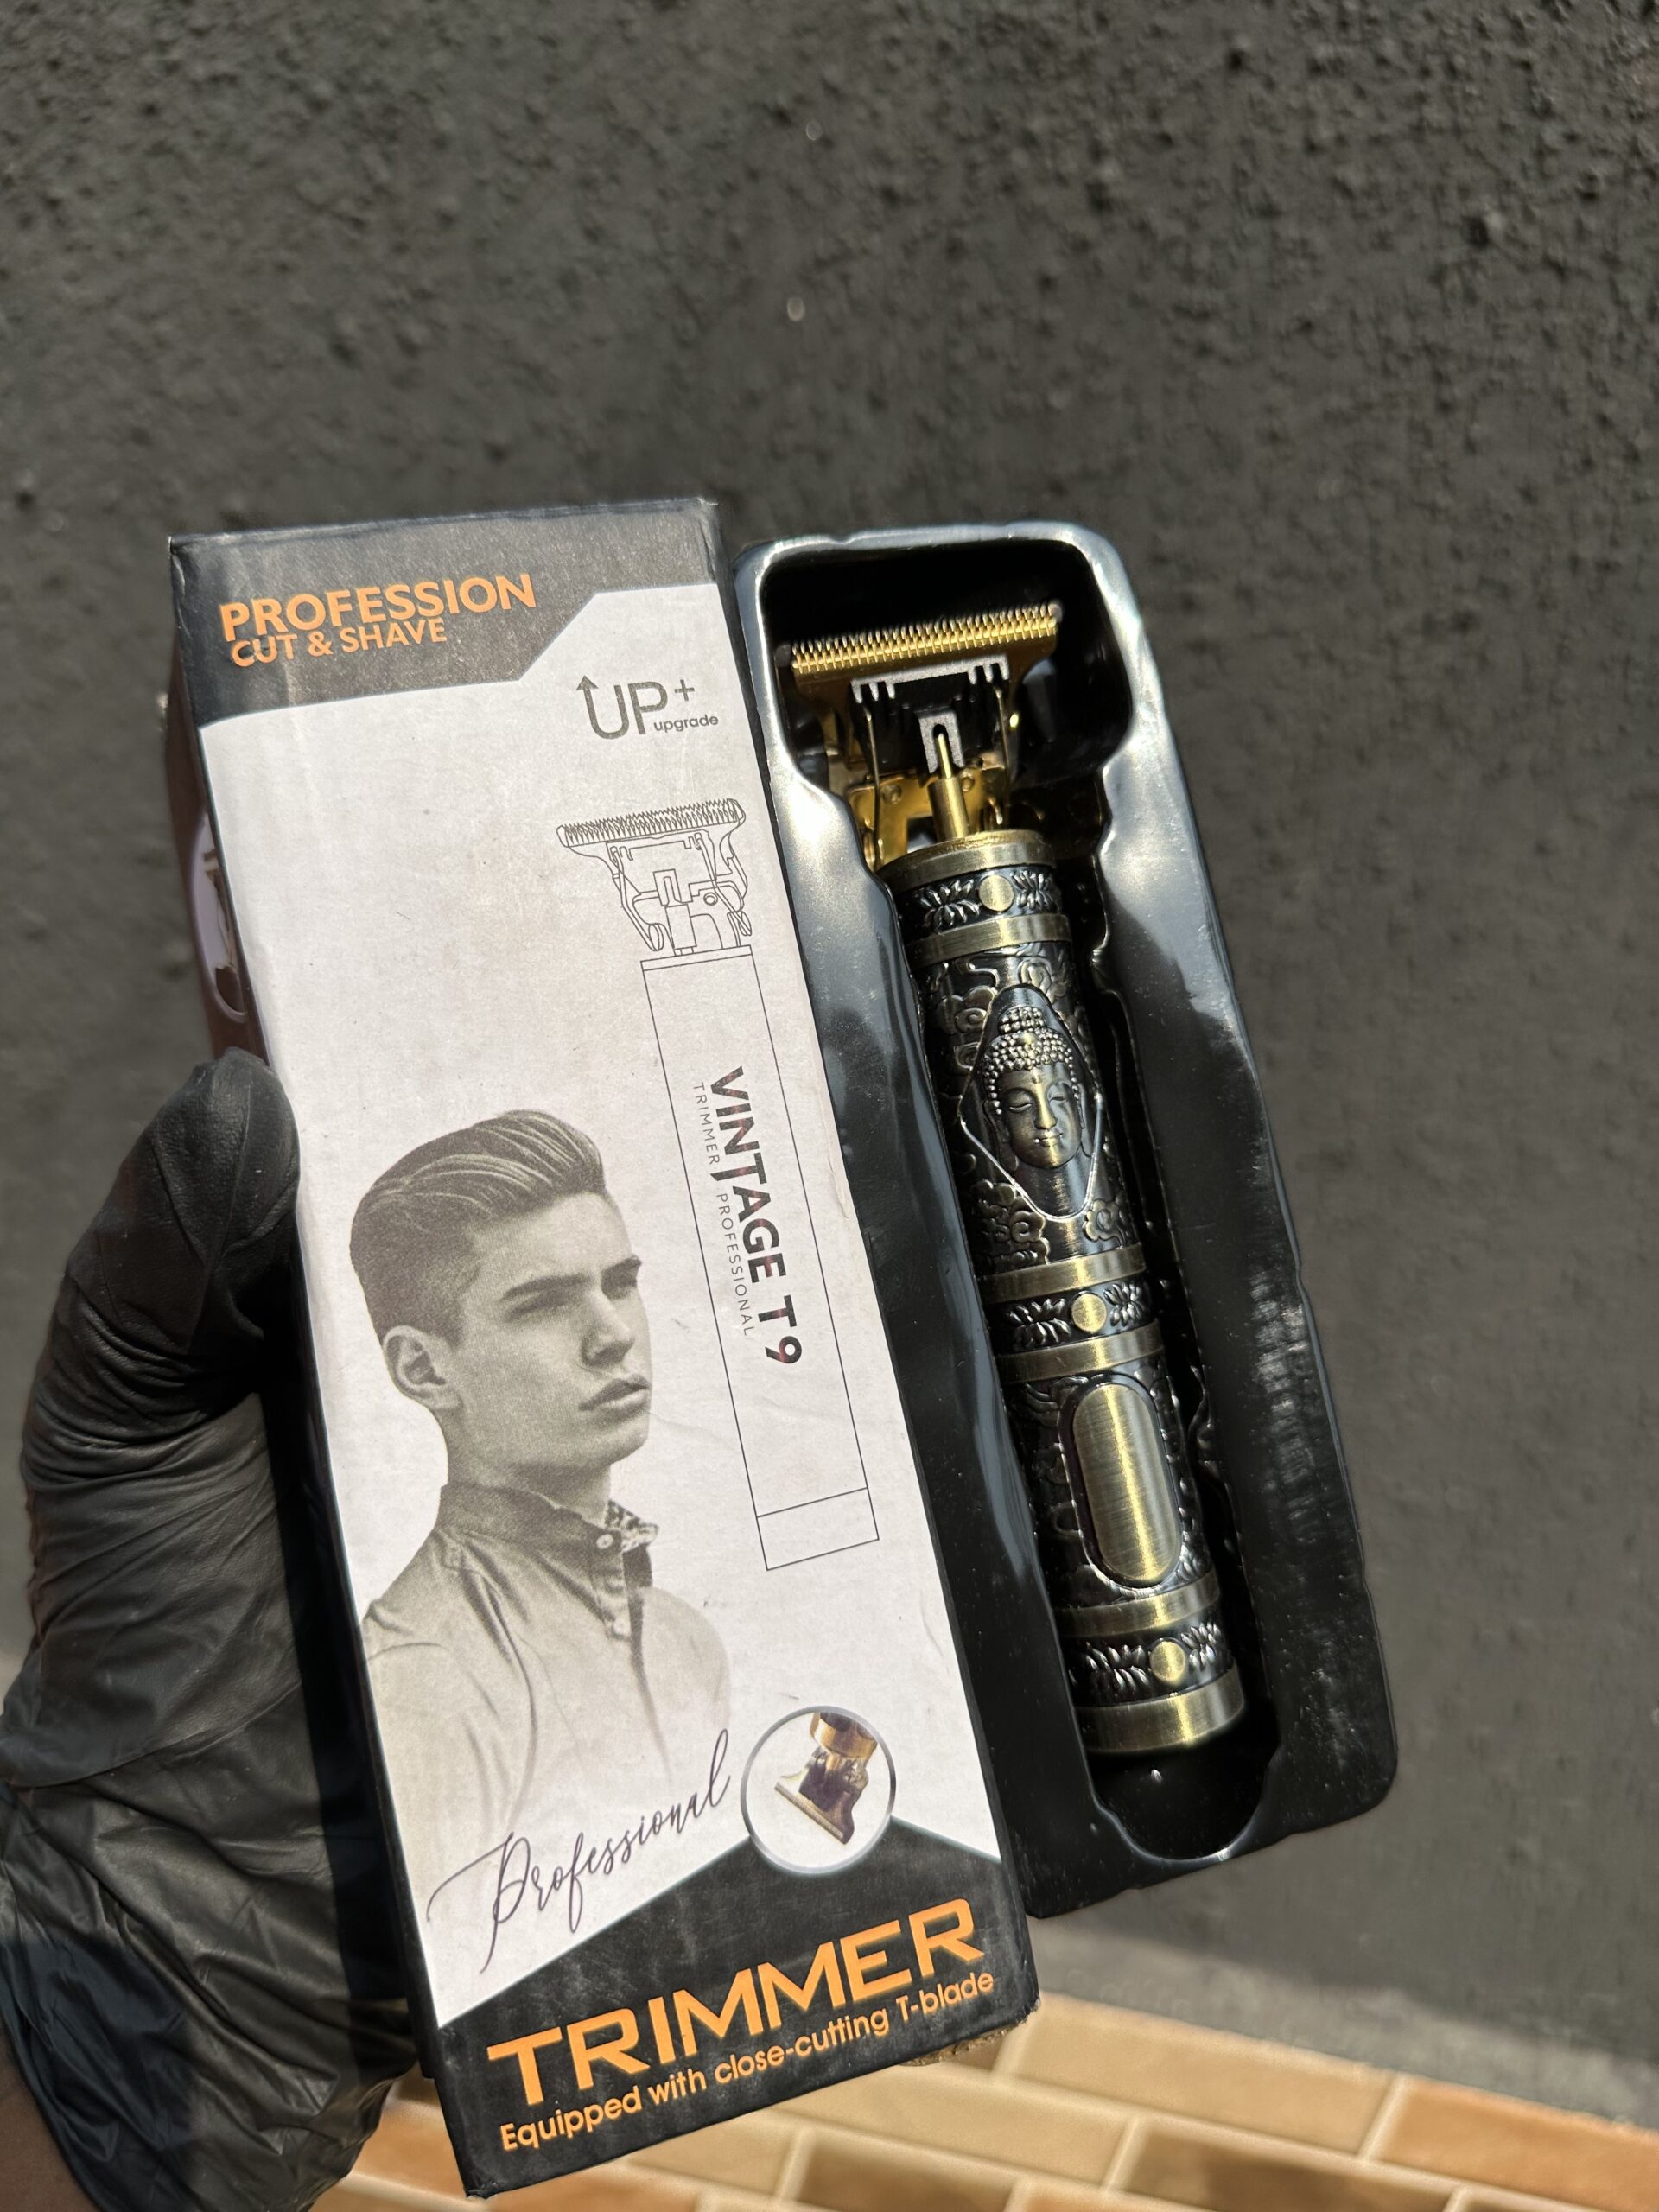 PROFESSION
CUT & SHAVE
UP+
upgrade
VINTAGE T9
TRIMMER PROFESSIONAL
Professional
TRIMMER
Equipped with close-cutting T-blade